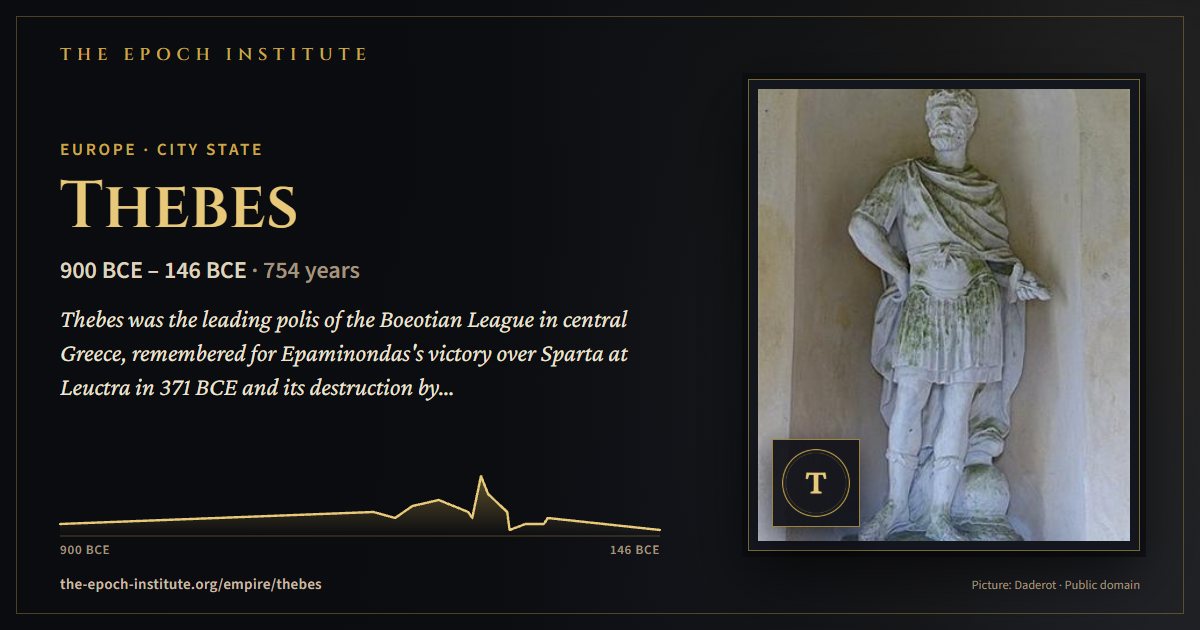 THE EPOCH INSTITUTE
EUROPE · CITY STATE
THEBES
900 BCE – 146 BCE · 754 years
Thebes was the leading polis of the Boeotian League in central
Greece, remembered for Epaminondas's victory over Sparta at
Leuctra in 371 BCE and its destruction by...
T
900 BCE
146 BCE
the-epoch-institute.org/empire/thebes
Picture: Daderot · Public domain